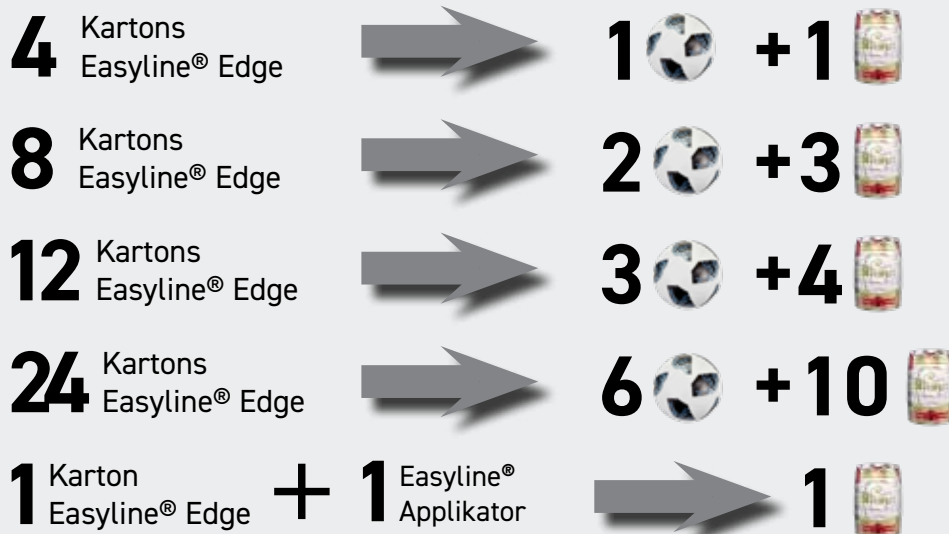 4 Kartons
Easyline® Edge
1 + 1
8 Kartons
Easyline® Edge
2 + 3
12 Kartons
Easyline® Edge
3 + 4
24 Kartons
Easyline® Edge
6 + 10
1 Karton
Easyline® Edge
+ 1 Easyline®
Applikator
1